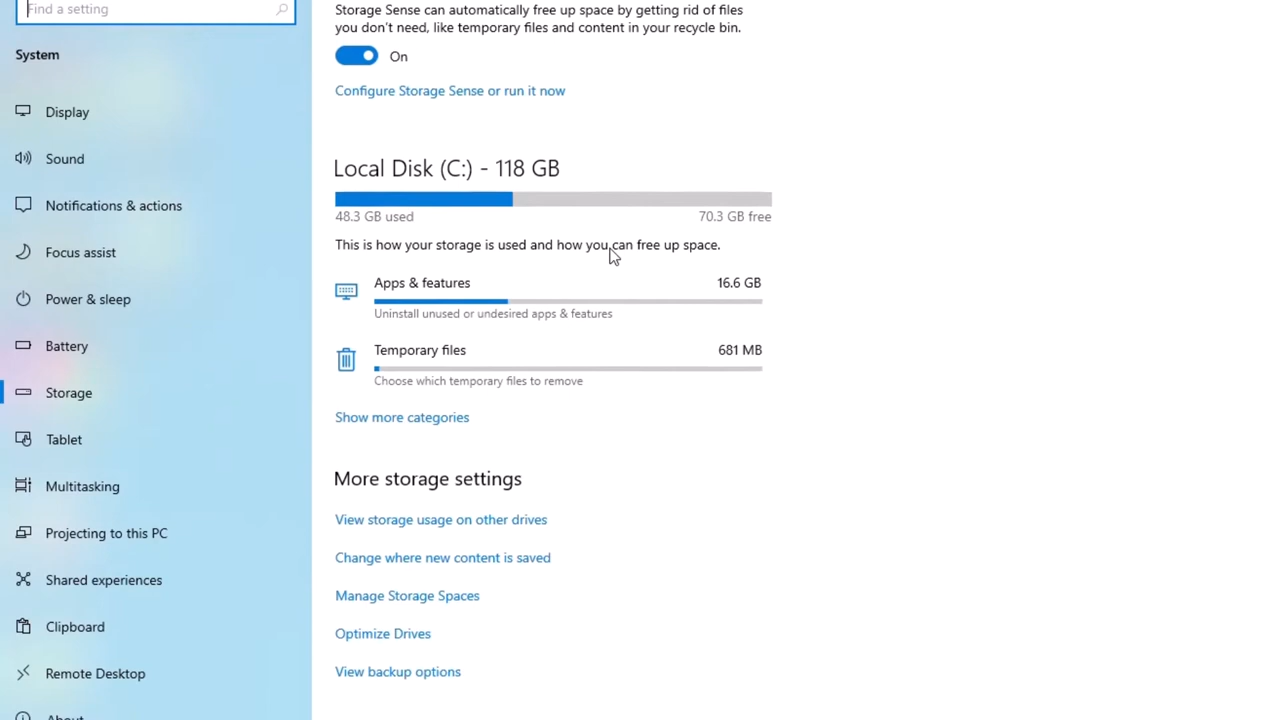 Find a setting
System
Display
Sound
Notifications & actions
Focus assist
Power & sleep
Battery
Storage
Tablet
Multitasking
Projecting to this PC
Shared experiences
Clipboard
Remote Desktop
About
Storage Sense can automatically free up space by getting rid of files
you don't need, like temporary files and content in your recycle bin.
On
Configure Storage Sense or run it now
Local Disk (C:) - 118 GB
48.3 GB used 70.3 GB free
This is how your storage is used and how you can free up space.
Apps & features 16.6 GB
Uninstall unused or undesired apps & features
Temporary files 681 MB
Choose which temporary files to remove
Show more categories
More storage settings
View storage usage on other drives
Change where new content is saved
Manage Storage Spaces
Optimize Drives
View backup options